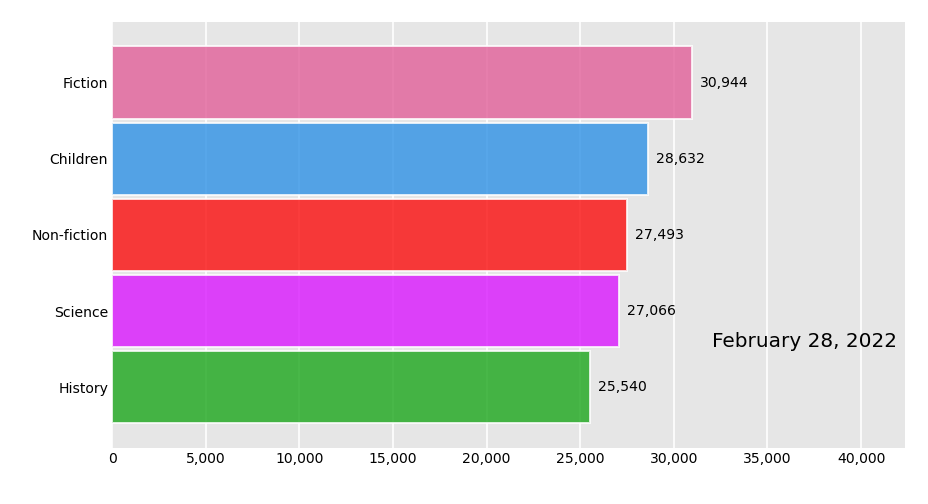 Fiction 30,944
Children 28,632
Non-fiction 27,493
Science 27,066
February 28, 2022
History 25,540
0 5,000 10,000 15,000 20,000 25,000 30,000 35,000 40,000